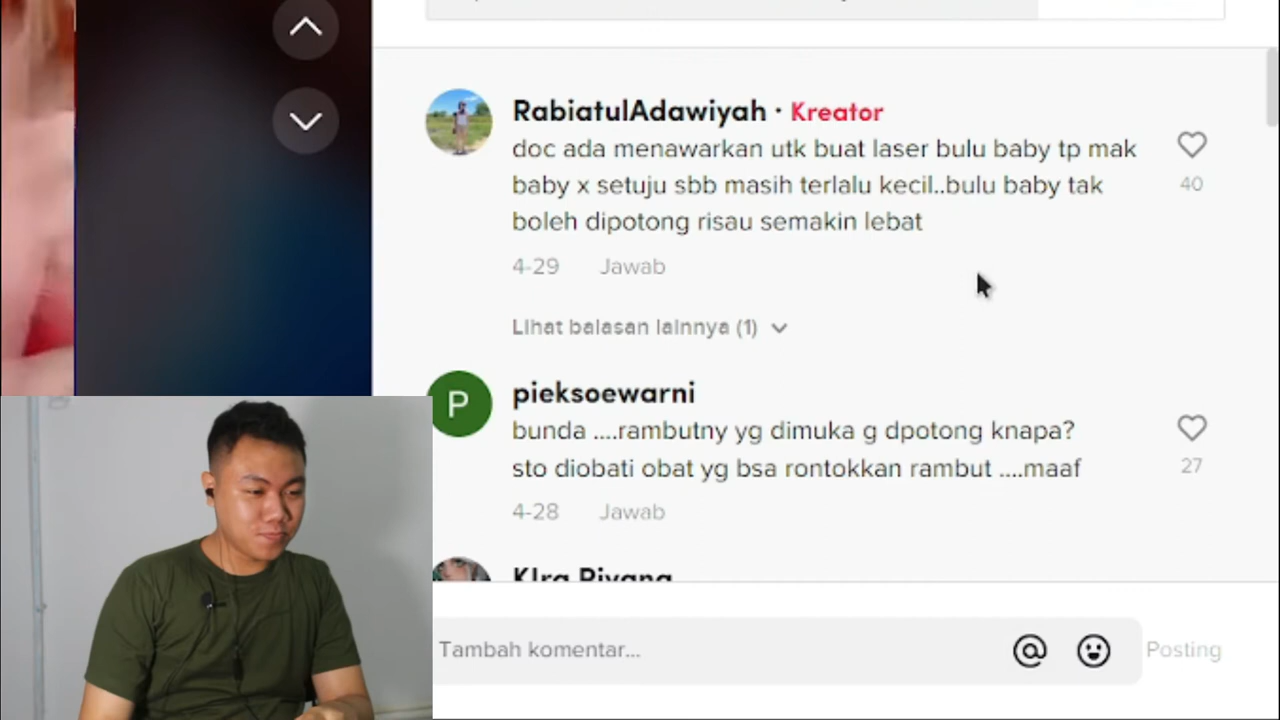 RabiatulAdawiyah · Kreator
doc ada menawarkan utk buat laser bulu baby tp mak
baby x setuju sbb masih terlalu kecil..bulu baby tak
boleh dipotong risau semakin lebat
40
4-29 Jawab
Lihat balasan lainnya (1)
P
pieksoewarni
bunda ....rambutny yg dimuka g dpotong knapa?
sto diobati obat yg bsa rontokkan rambut ....maaf
27
4-28 Jawab
Tambah komentar...
@
Posting